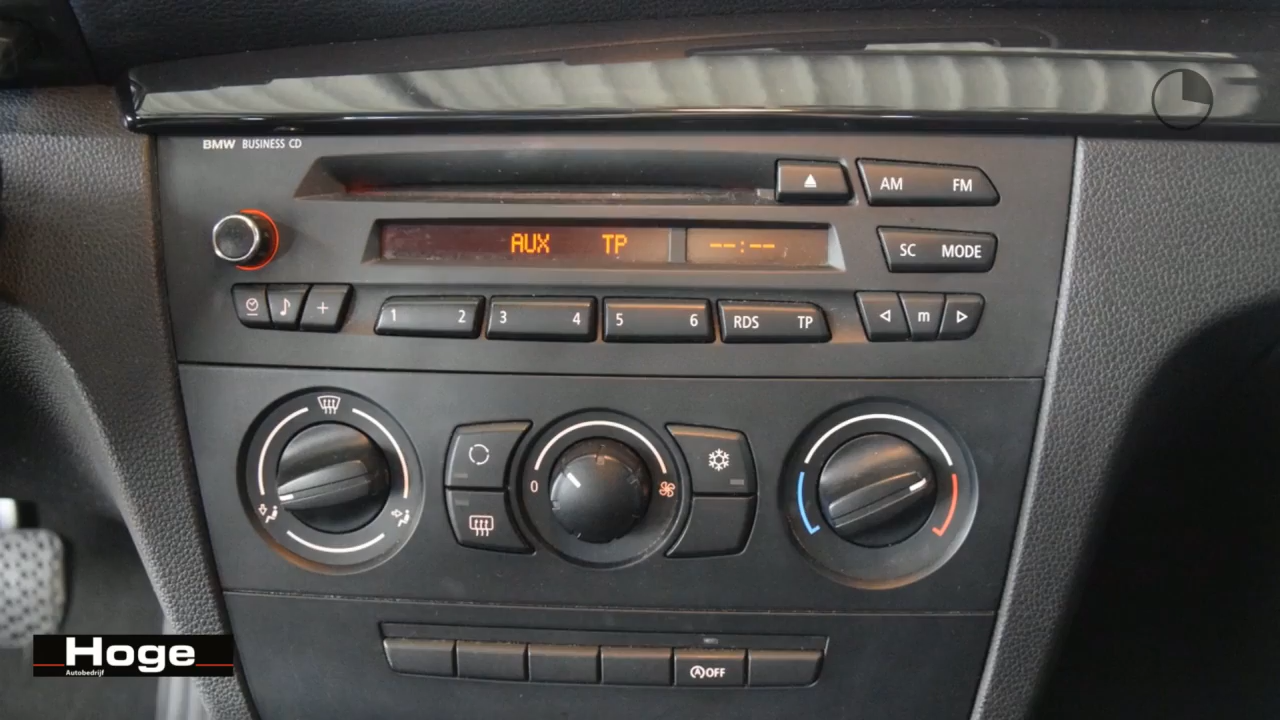 BMW BUSINESS CD
AM FM
AUX TP --:--
SC MODE
+
1 2 3 4 5 6 RDS TP
m
0
OFF
Hoge
Autobedrijf